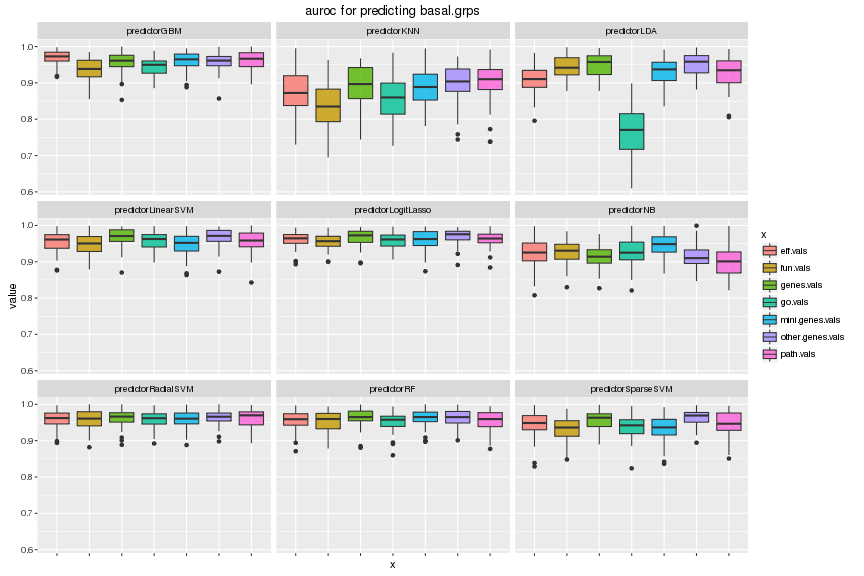 auroc for predicting basal.grps
predictorGBM
predictorKNN
predictorLDA
1.0
0.9
0.8
0.7
0.6
predictorLinearSVM
predictorLogitLasso
predictorNB
1.0
0.9
0.8
0.7
0.6
predictorRadialSVM
predictorRF
predictorSparseSVM
1.0
0.9
0.8
0.7
0.6
value
x
x
eff.vals
fun.vals
genes.vals
go.vals
mini.genes.vals
other.genes.vals
path.vals